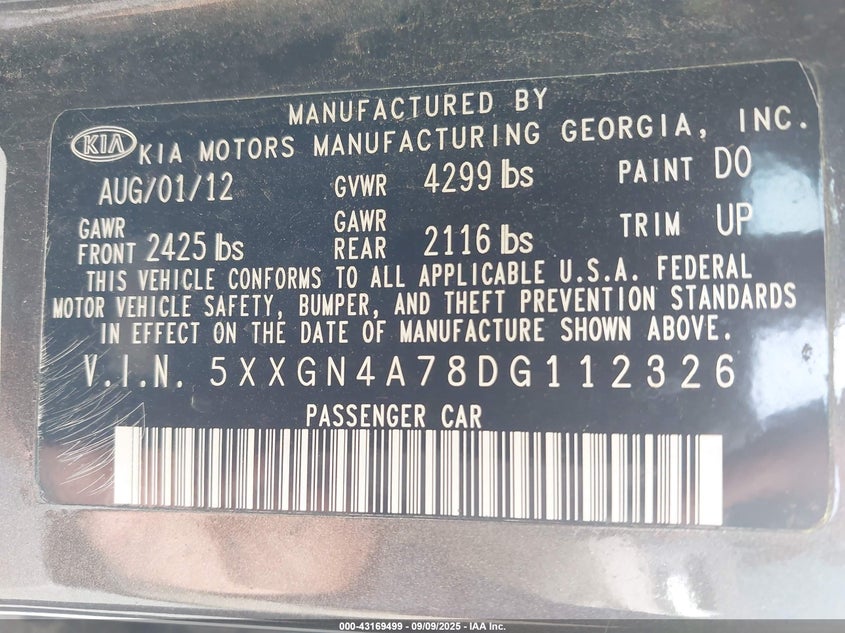 MANUFACTURED BY
KIA KIA MOTORS MANUFACTURING GEORGIA, INC.
AUG/01/12 GVWR 4299 lbs PAINT DO
GAWR FRONT 2425 lbs GAWR REAR 2116 lbs TRIM UP
THIS VEHICLE CONFORMS TO ALL APPLICABLE U.S.A. FEDERAL
MOTOR VEHICLE SAFETY, BUMPER, AND THEFT PREVENTION STANDARDS
IN EFFECT ON THE DATE OF MANUFACTURE SHOWN ABOVE.
V.I.N. 5XXGN4A78DG112326
PASSENGER CAR
000-43169499 - 09/09/2025 - IAA Inc.